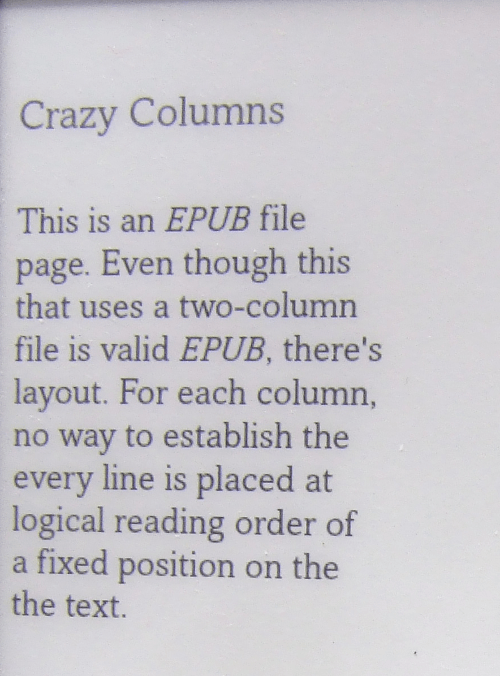 Crazy Columns
This is an EPUB file
page. Even though this
that uses a two-column
file is valid EPUB, there's
layout. For each column,
no way to establish the
every line is placed at
logical reading order of
a fixed position on the
the text.